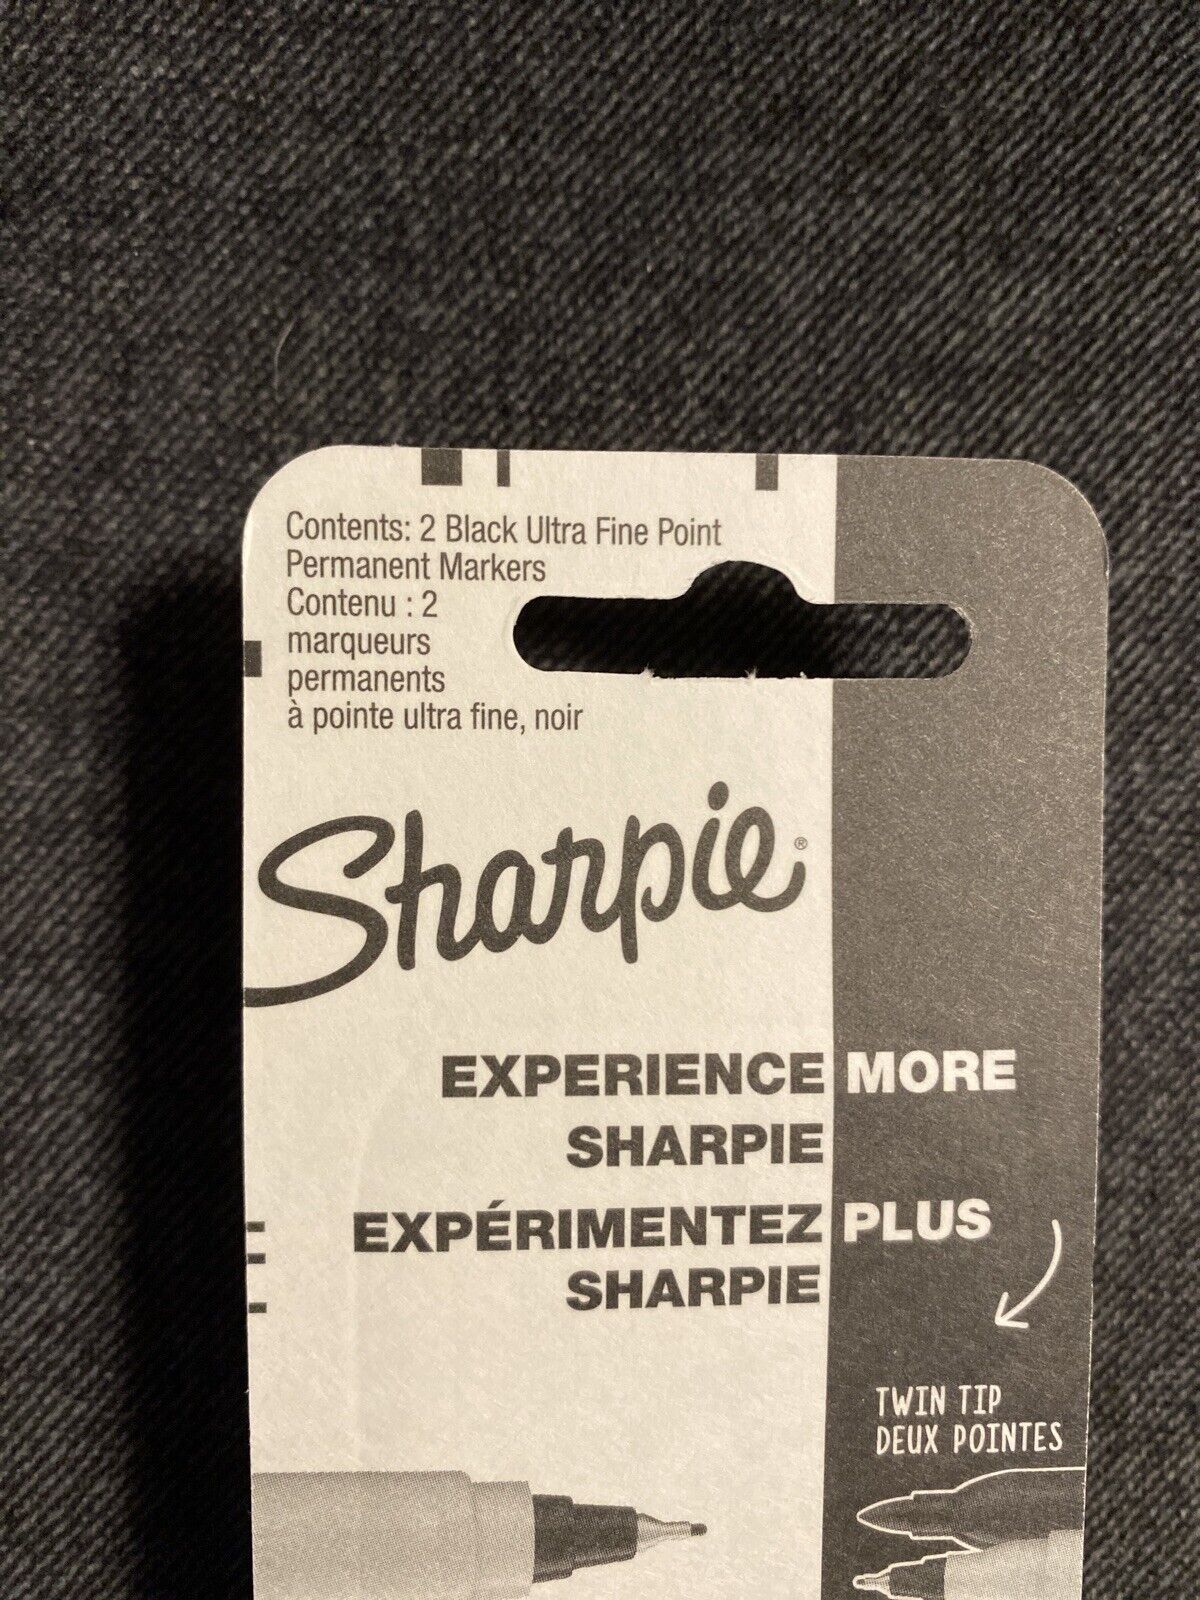 Contents: 2 Black Ultra Fine Point
Permanent Markers
Contenu : 2
marqueurs
permanents
à pointe ultra fine, noir
Sharpie®
EXPERIENCE MORE
SHARPIE
EXPÉRIMENTEZ PLUS
SHARPIE
TWIN TIP
DEUX POINTES